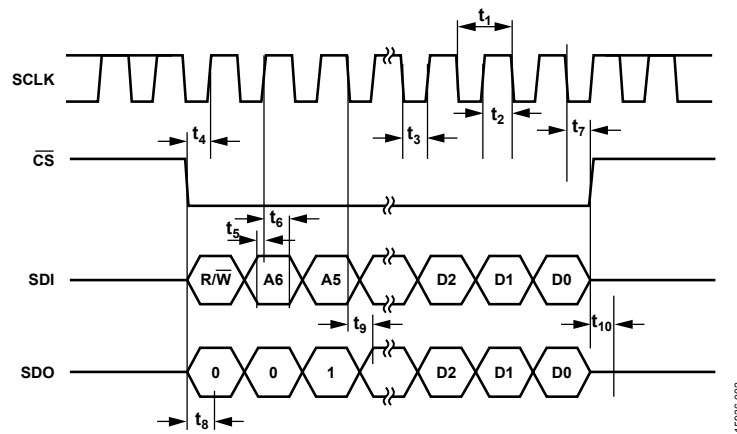 t1
SCLK
t4
t3
t2
t7
CS
t5
t6
SDI
R/W
A6
A5
D2
D1
D0
t9
t10
SDO
0
0
1
D2
D1
D0
t8